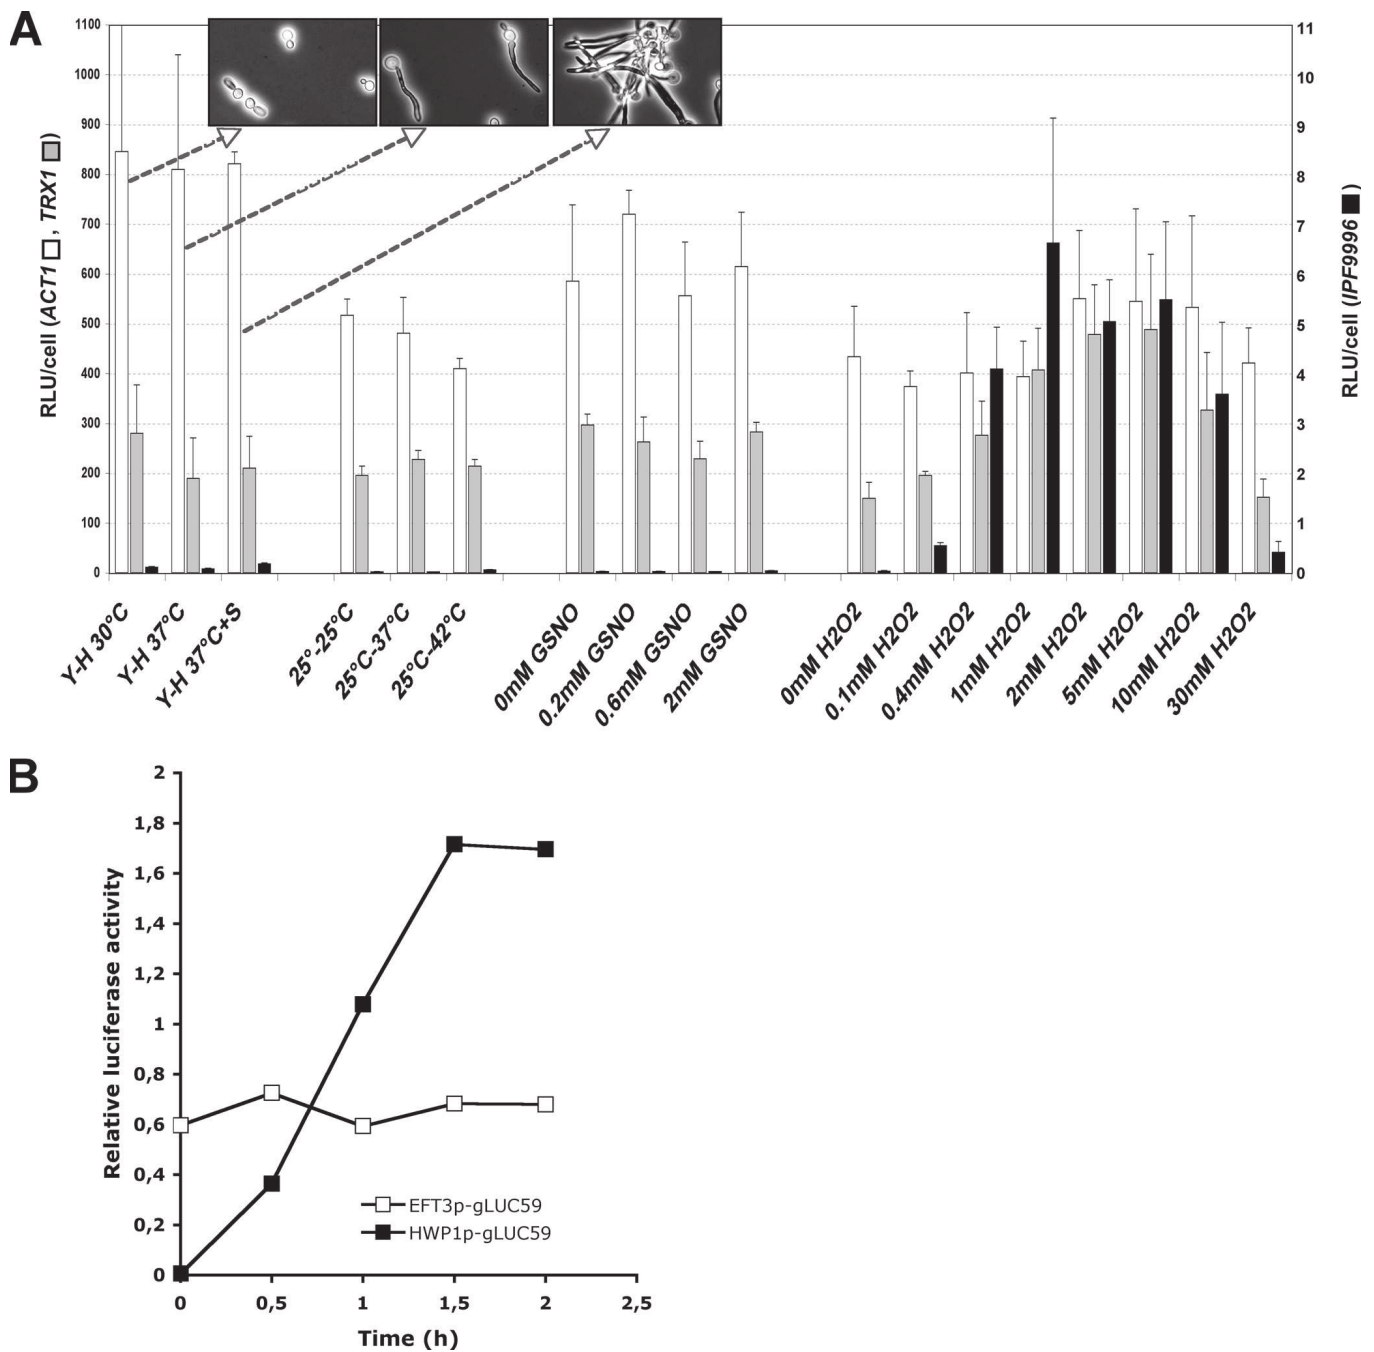 A
RLU/cell (ACT1 □, TRX1 ■)
1100
1000
900
800
700
600
500
400
300
200
100
0
11
10
9
8
7
6
5
4
3
2
1
0
RLU/cell (IPF9996 ■)
Y-H 30°C
Y-H 37°C
Y-H 37°C+S
25°-25°C
25°C-37°C
25°C-42°C
0mM GSNO
0.2mM GSNO
0.6mM GSNO
2mM GSNO
0mM H2O2
0.1mM H2O2
0.4mM H2O2
1mM H2O2
2mM H2O2
5mM H2O2
10mM H2O2
30mM H2O2
B
Relative luciferase activity
2
1,8
1,6
1,4
1,2
1
0,8
0,6
0,4
0,2
0
EFT3p-gLUC59
HWP1p-gLUC59
0 0,5 1 1,5 2 2,5
Time (h)